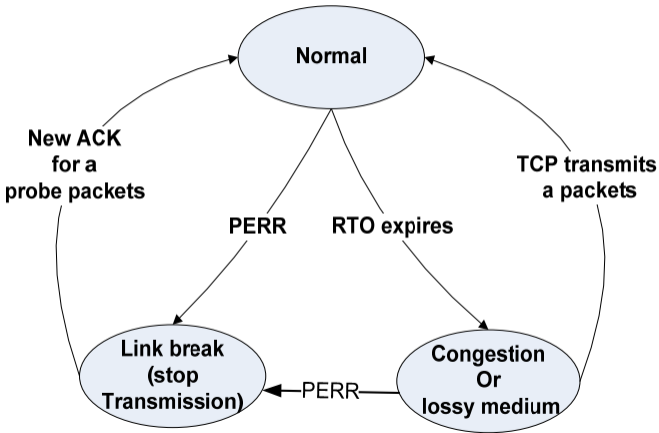 Normal
New ACK
for a
probe packets
TCP transmits
a packets
PERR
RTO expires
Link break
(stop
Transmission)
PERR
Congestion
Or
lossy medium